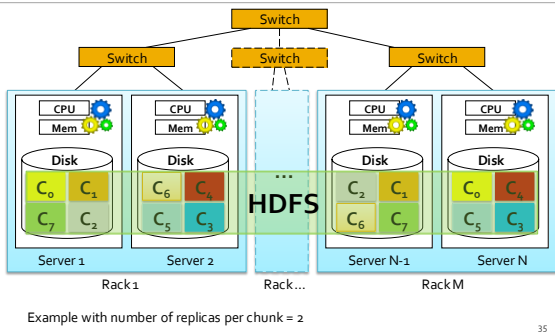 Switch
Switch Switch Switch
CPU CPU CPU CPU
Mem Mem Mem Mem
Disk Disk ... Disk Disk
C₀ C₁ C₆ C₄ C₂ C₁ C₀ C₄
HDFS
C₇ C₂ C₅ C₃ C₆ C₇ C₅ C₃
Server 1 Server 2 Server N-1 Server N
Rack 1 Rack ... Rack M
Example with number of replicas per chunk = 2
35